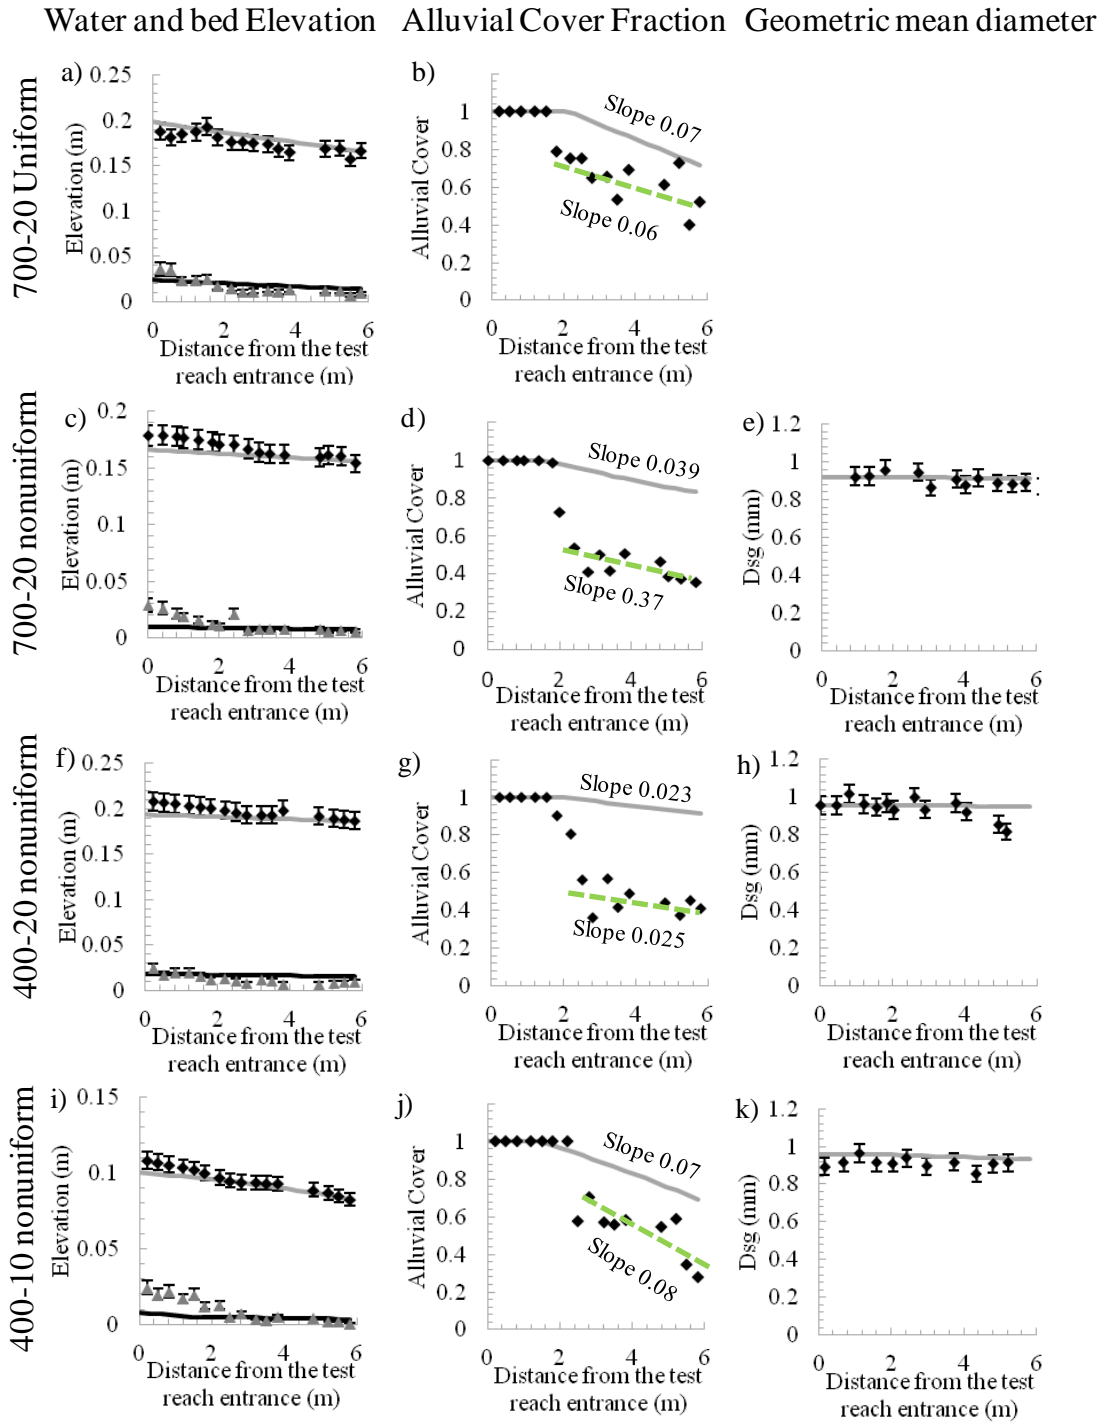 Water and bed Elevation Alluvial Cover Fraction Geometric mean diameter
700-20 Uniform
a)
0.25
0.2
0.15
0.1
0.05
0
Elevation (m)
0 2 4 6
Distance from the test
reach entrance (m)
b)
1
0.8
0.6
0.4
0.2
0
Alluvial Cover
Slope 0.07
Slope 0.06
0 2 4 6
Distance from the test
reach entrance (m)
700-20 nonuniform
c)
0.2
0.15
0.1
0.05
0
Elevation (m)
0 2 4 6
Distance from the test
reach entrance (m)
d)
1
0.8
0.6
0.4
0.2
0
Alluvial Cover
Slope 0.039
Slope 0.37
0 2 4 6
Distance from the test
reach entrance (m)
e)
1.2
1
0.8
0.6
0.4
0.2
0
Dsg (mm)
0 2 4 6
Distance from the test
reach entrance (m)
400-20 nonuniform
f)
0.25
0.2
0.15
0.1
0.05
0
Elevation (m)
0 2 4 6
Distance from the test
reach entrance (m)
g)
1
0.8
0.6
0.4
0.2
0
Alluvial Cover
Slope 0.023
Slope 0.025
0 2 4 6
Distance from the test
reach entrance (m)
h)
1.2
1
0.8
0.6
0.4
0.2
0
Dsg (mm)
0 2 4 6
Distance from the test
reach entrance (m)
400-10 nonuniform
i)
0.15
0.1
0.05
0
Elevation (m)
0 2 4 6
Distance from the test
reach entrance (m)
j)
1
0.8
0.6
0.4
0.2
0
Alluvial Cover
Slope 0.07
Slope 0.08
0 2 4 6
Distance from the test
reach entrance (m)
k)
1.2
1
0.8
0.6
0.4
0.2
0
Dsg (mm)
0 2 4 6
Distance from the test
reach entrance (m)